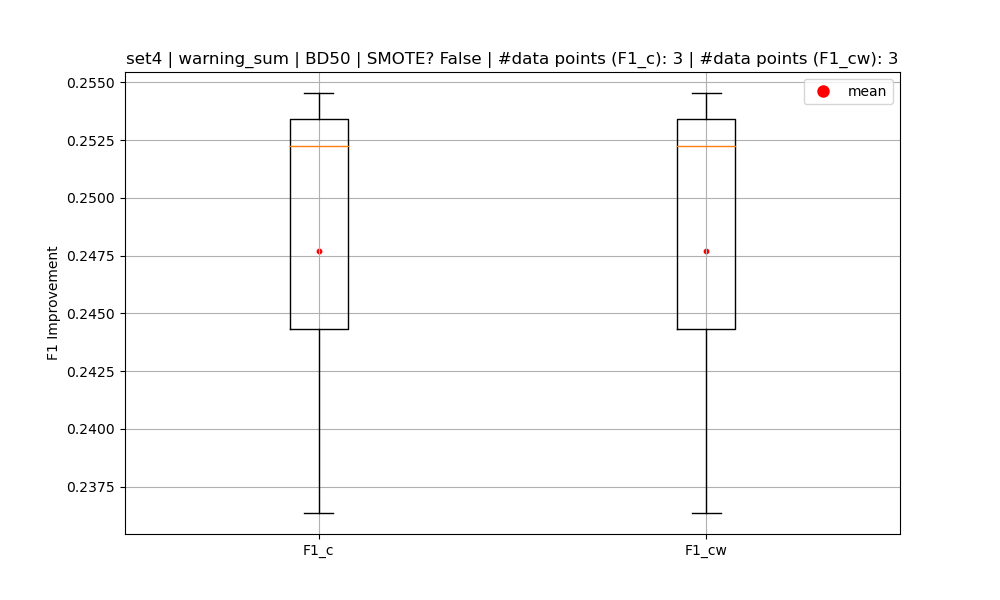 set4 | warning_sum | BD50 | SMOTE? False | #data points (F1_c): 3 | #data points (F1_cw): 3
mean
F1 Improvement
0.2550
0.2525
0.2500
0.2475
0.2450
0.2425
0.2400
0.2375
F1_c
F1_cw